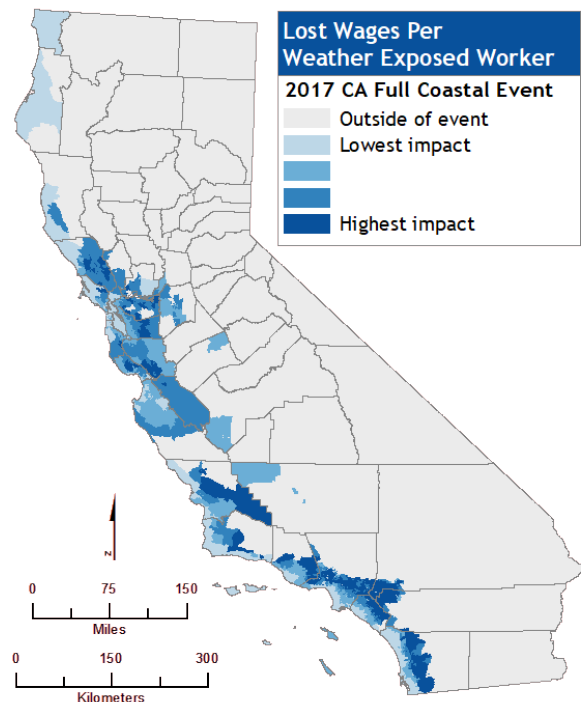 Lost Wages Per
Weather Exposed Worker
2017 CA Full Coastal Event
Outside of event
Lowest impact
Highest impact
N
0 75 150
Miles
0 150 300
Kilometers